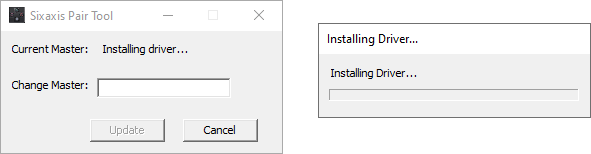 Sixaxis Pair Tool
Current Master: Installing driver...
Change Master:
Update Cancel
Installing Driver...
Installing Driver...